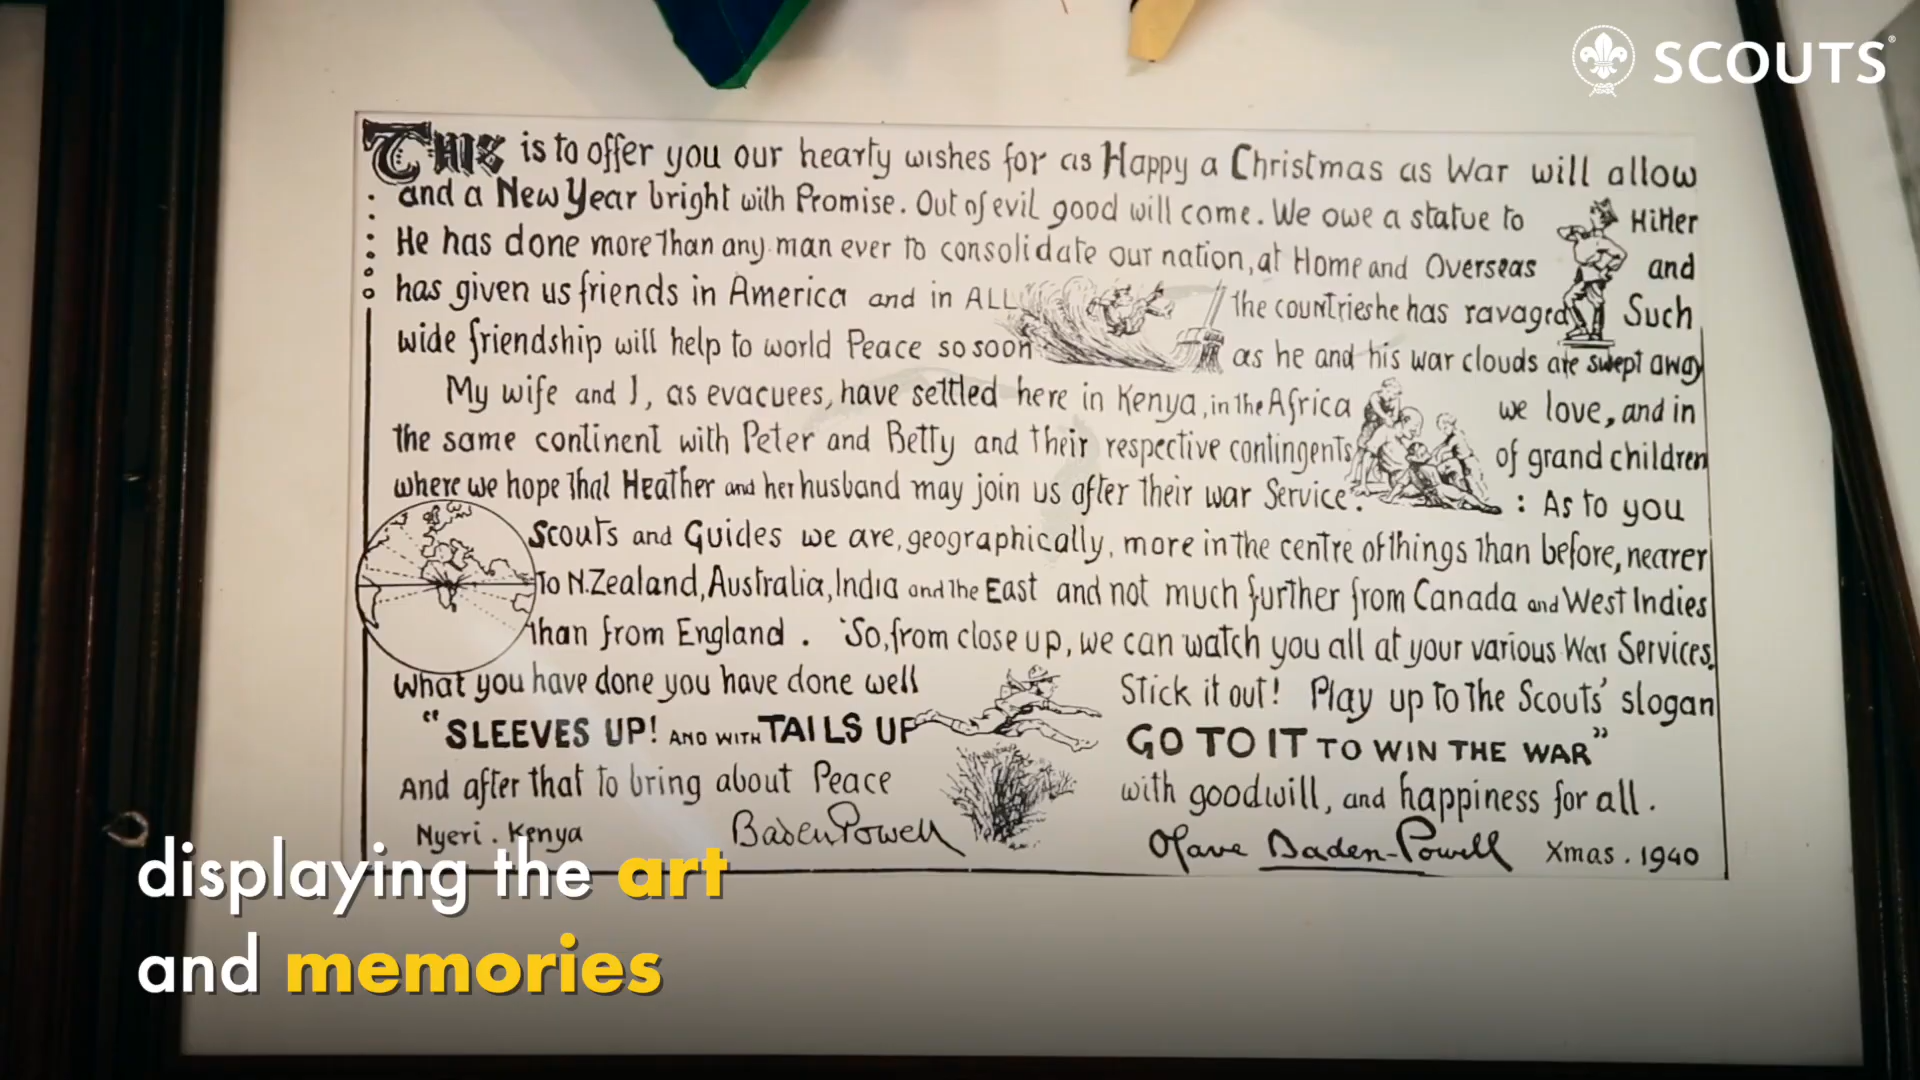 SCOUTS®
THIS is to offer you our hearty wishes for as Happy a Christmas as War will allow
and a New Year bright with Promise. Out of evil good will come. We owe a statue to Hitler
He has done more than any man ever to consolidate our nation, at Home and Overseas and
has given us friends in America and in ALL the countries he has ravaged Such
wide friendship will help to world Peace so soon as he and his war clouds are swept away
My wife and I, as evacuees, have settled here in Kenya, in the Africa we love, and in
the same continent with Peter and Betty and their respective contingents of grand children
where we hope that Heather and her husband may join us after their war Service. : As to you
Scouts and Guides we are, geographically, more in the centre of things than before, nearer
to N.Zealand, Australia, India and the East and not much further from Canada and West Indies
than from England. So, from close up, we can watch you all at your various War Services.
What you have done you have done well Stick it out! Play up to the Scouts' slogan
"SLEEVES UP! AND WITH TAILS UP GO TO IT TO WIN THE WAR"
And after that to bring about Peace with goodwill, and happiness for all.
Nyeri. Kenya Baden Powell Olave Baden-Powell Xmas. 1940
displaying the art
and memories